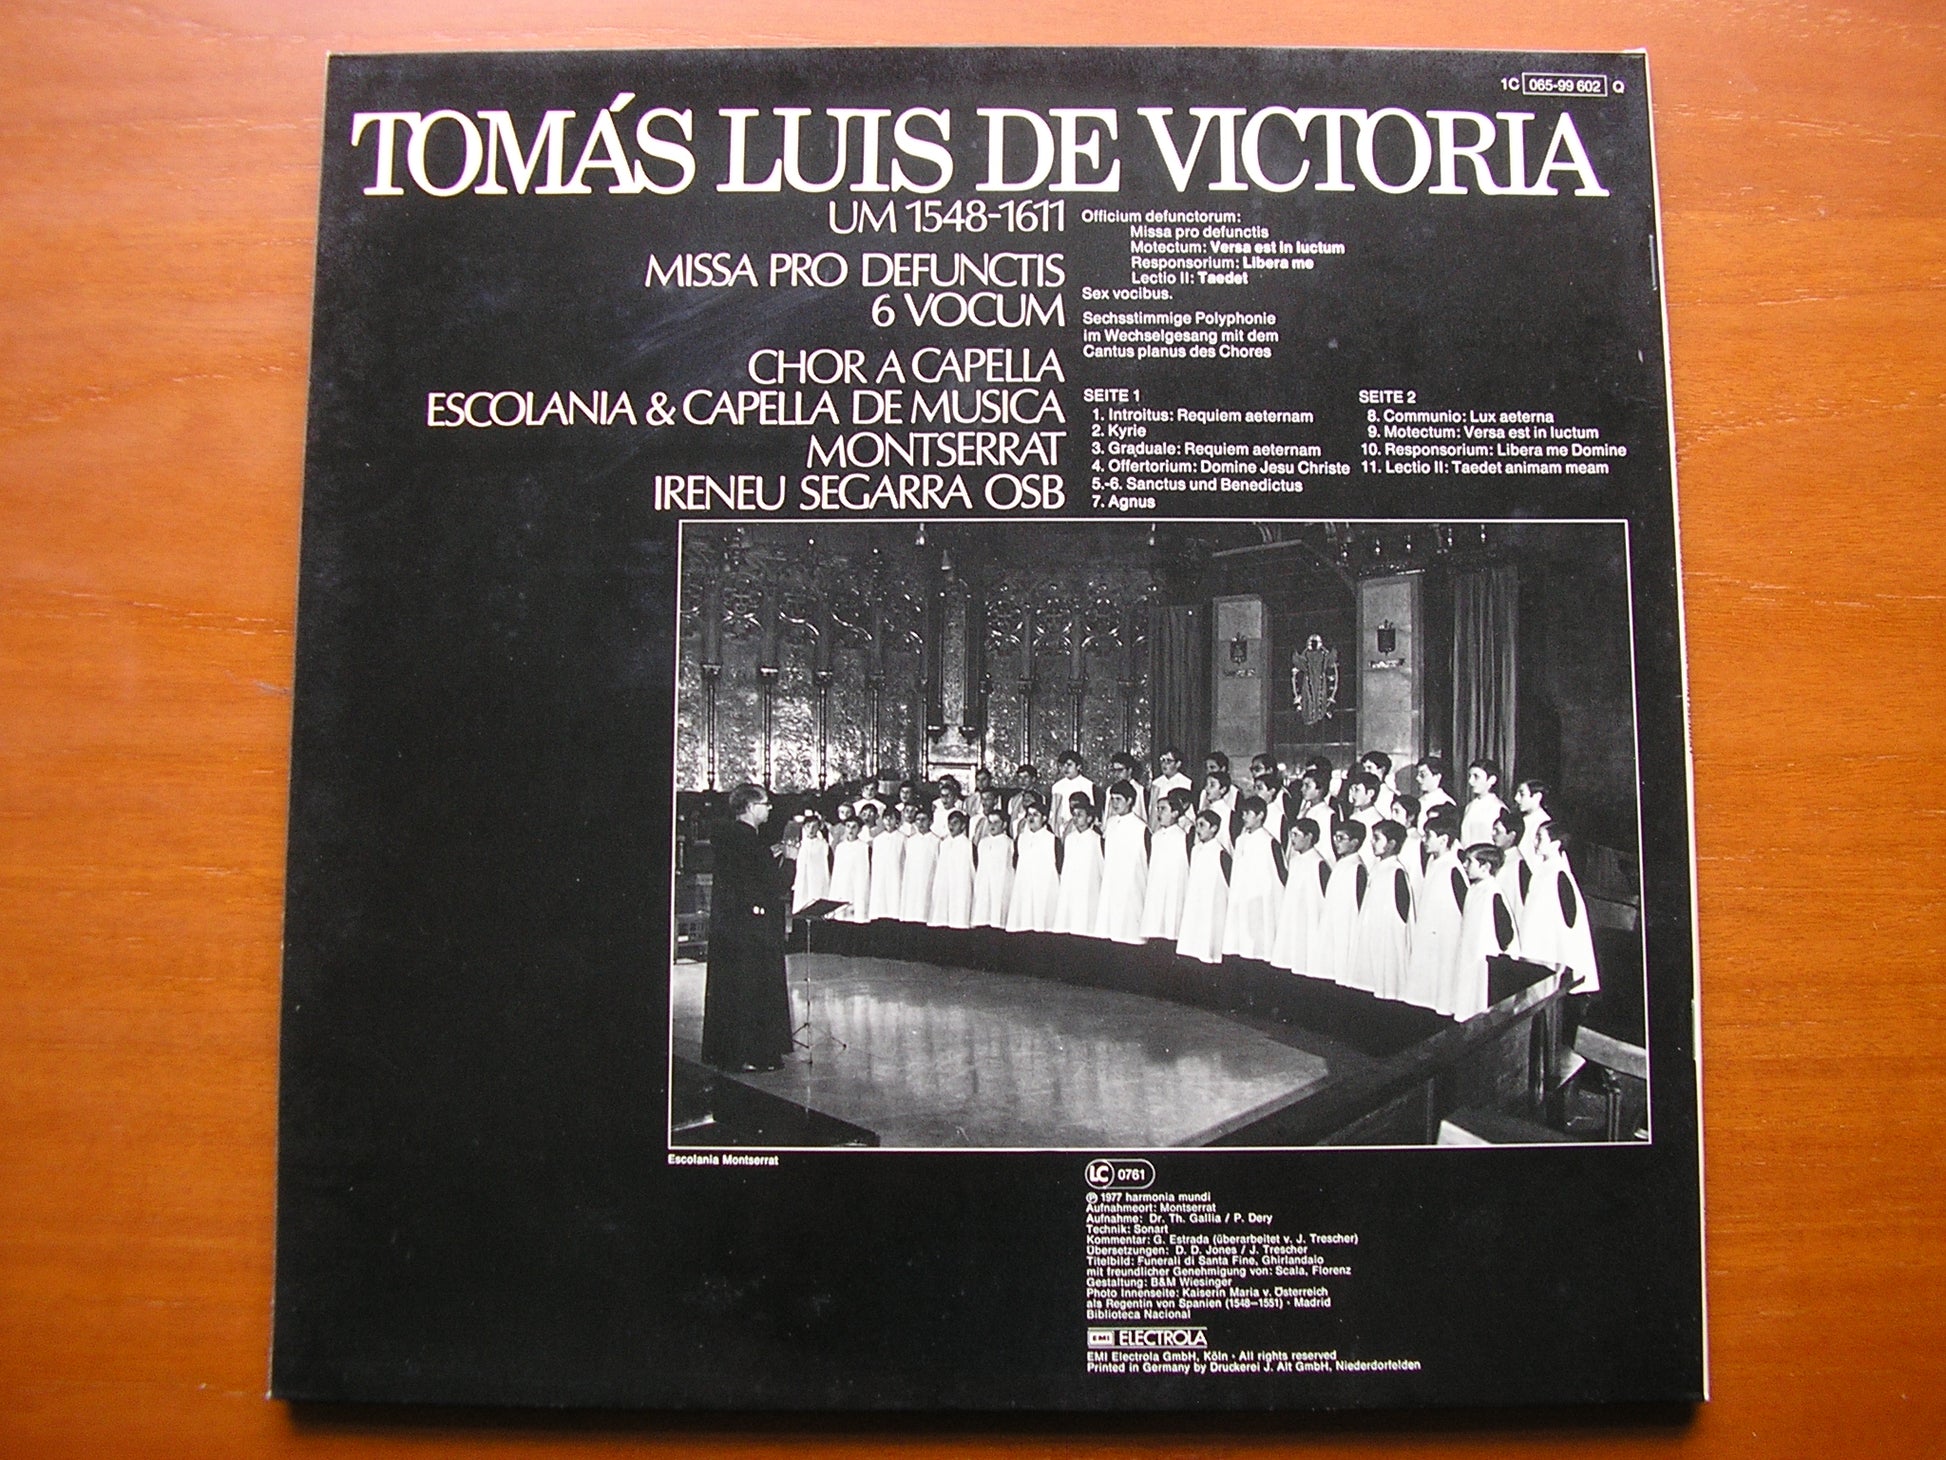 1C 065-99 602 Q
TOMÁS LUIS DE VICTORIA
UM 1548-1611
MISSA PRO DEFUNCTIS
6 VOCUM
CHOR A CAPELLA
ESCOLANIA & CAPELLA DE MUSICA
MONTSERRAT
IRENEU SEGARRA OSB
Officium defunctorum:
Missa pro defunctis
Motectum: Versa est in luctum
Responsorium: Libera me
Lectio II: Taedet
Sex vocibus.
Sechsstimmige Polyphonie
im Wechselgesang mit dem
Cantus planus des Chores
SEITE 1
1. Introitus: Requiem aeternam
2. Kyrie
3. Graduale: Requiem aeternam
4. Offertorium: Domine Jesu Christe
5.-6. Sanctus und Benedictus
7. Agnus
SEITE 2
8. Communio: Lux aeterna
9. Motectum: Versa est in luctum
10. Responsorium: Libera me Domine
11. Lectio II: Taedet animam meam
Escolania Montserrat
LC 0761
℗ 1977 harmonia mundi
Aufnahmeort: Montserrat
Aufnahme: Dr. Th. Gallia / P. Dery
Technik: Sonart
Kommentar: G. Estrada (überarbeitet v. J. Trescher)
Übersetzungen: D. D. Jones / J. Trescher
Titelbild: Funerali di Santa Fine, Ghirlandaio
mit freundlicher Genehmigung von: Scala, Florenz
Gestaltung: B&M Wiesinger
Photo Innenseite: Kaiserin Maria v. Österreich
als Regentin von Spanien (1548–1551) · Madrid
Biblioteca Nacional
EMI ELECTROLA
EMI Electrola GmbH, Köln · All rights reserved
Printed in Germany by Druckerei J. Alt GmbH, Niederdorfelden